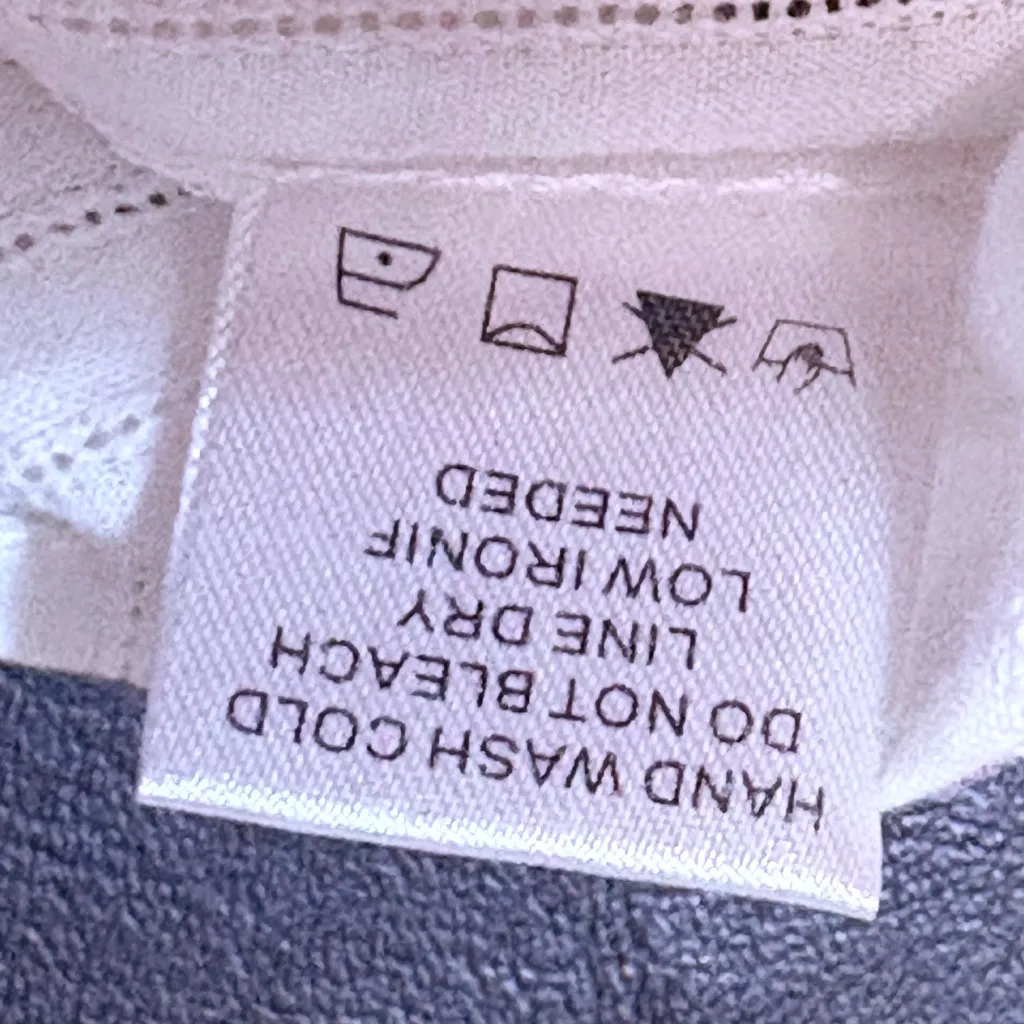 HAND WASH COLD
DO NOT BLEACH
LINE DRY
LOW IRONIF
NEEDED